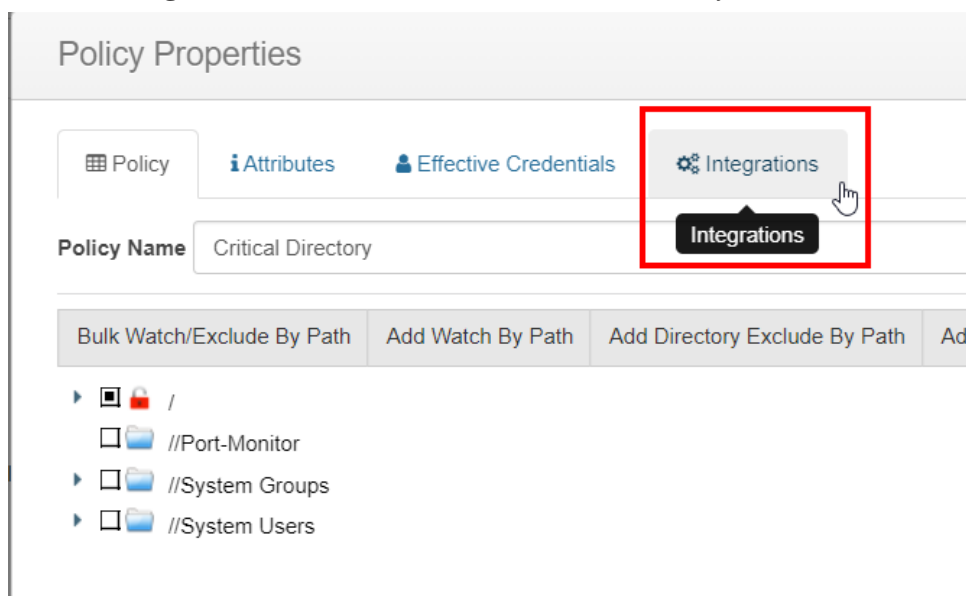 Policy Properties
Policy Attributes Effective Credentials Integrations
Integrations
Policy Name Critical Directory
Bulk Watch/Exclude By Path Add Watch By Path Add Directory Exclude By Path Ad
/
//Port-Monitor
//System Groups
//System Users